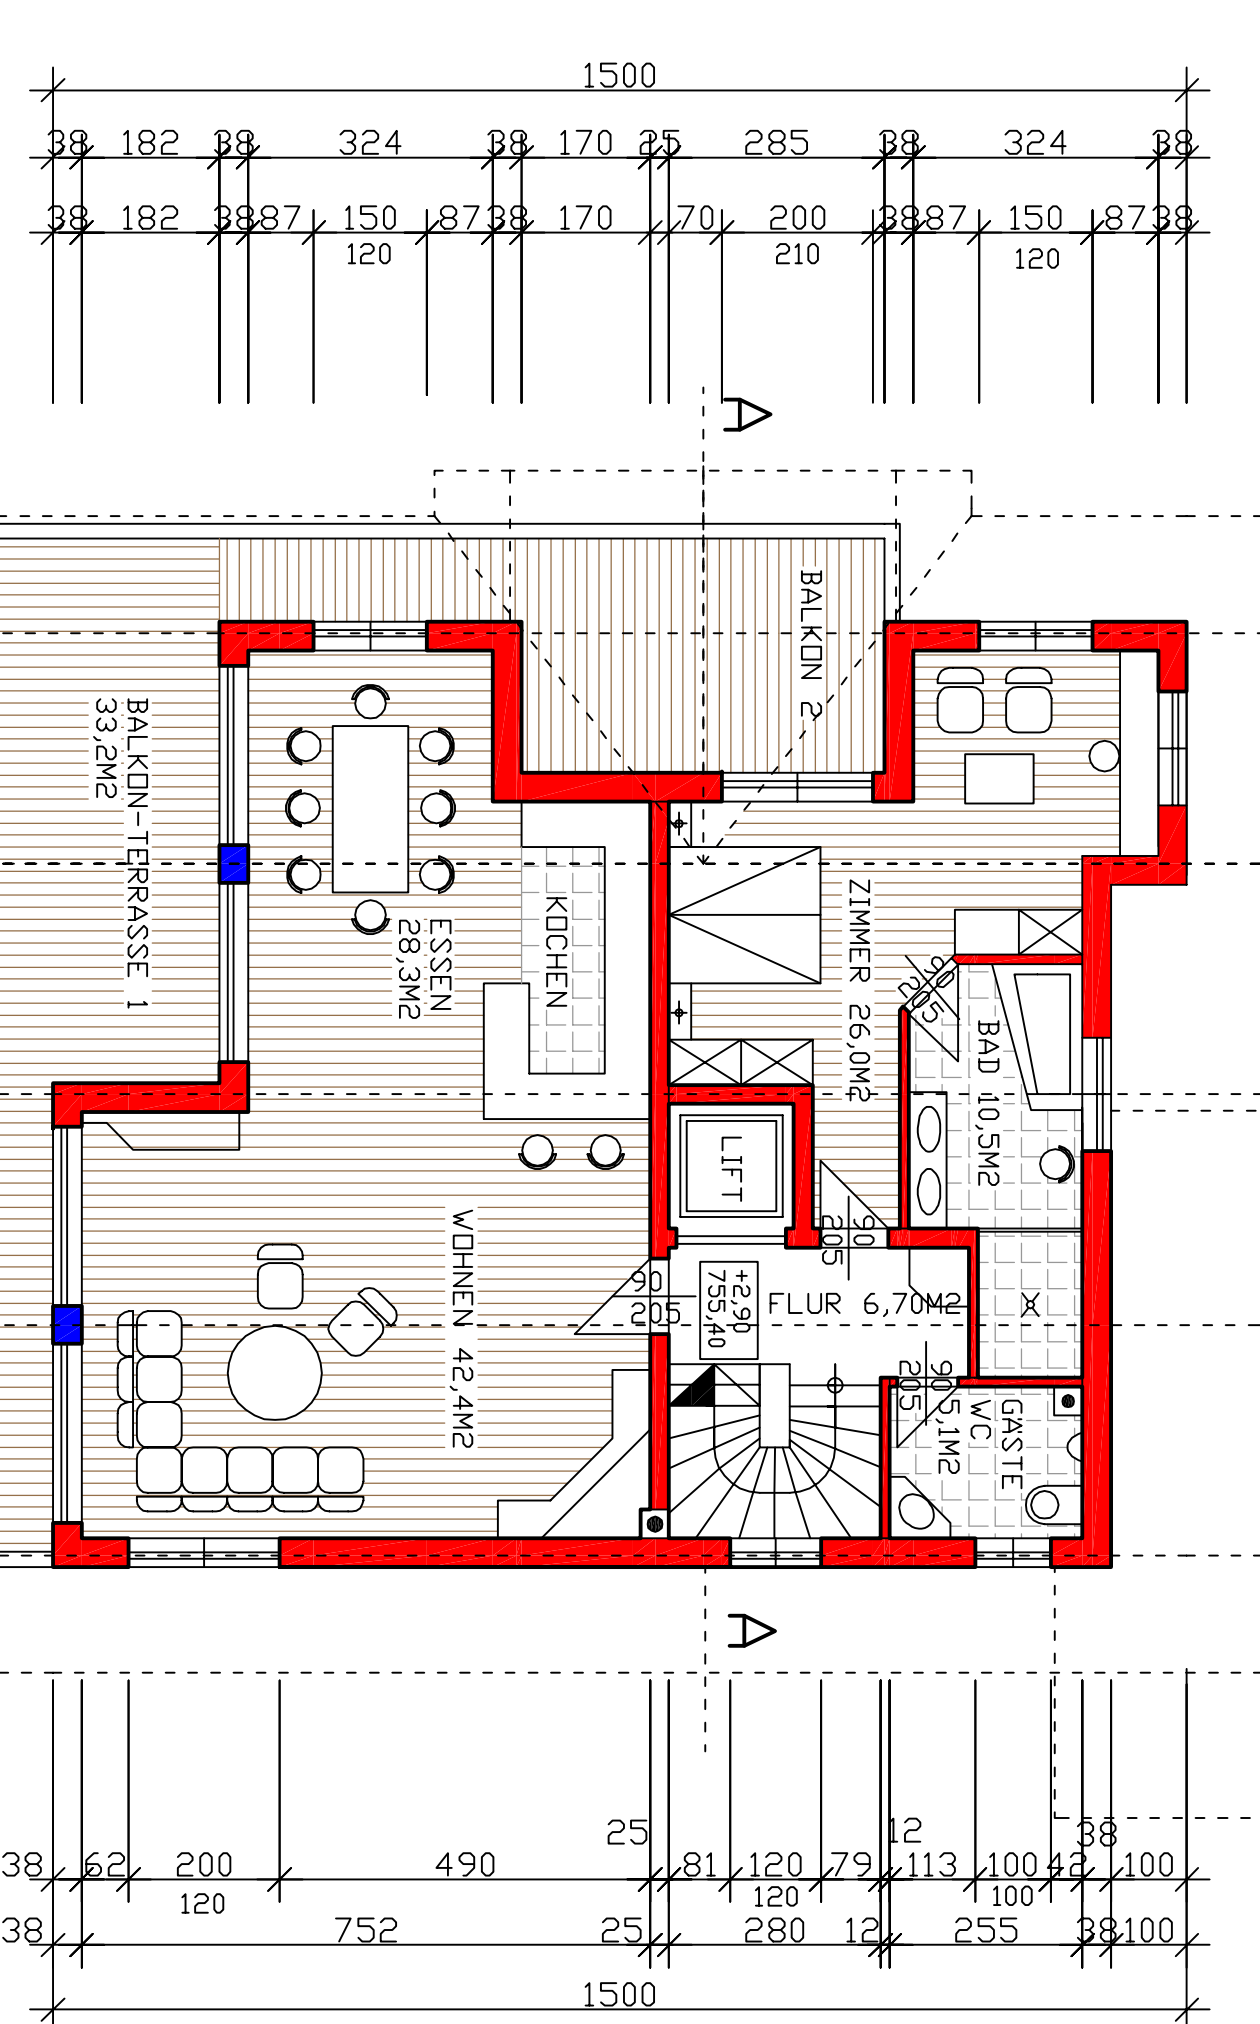 1500
38 182 38 324 38 170 25 285 38 324 38
38 182 38 87 150 87 38 170 70 200 38 87 150 87 38
120 210 120
A
BALKON 2
BALKON-TERRASSE 1
33,2M2
ESSEN
28,3M2
KOCHEN
ZIMMER 26,0M2
90
205
BAD 10,5M2
LIFT
90
205
WOHNEN 42,4M2
90
205
+2,90
755,40
FLUR 6,70M2
90
205
GÄSTE
WC
5,1M2
A
25 12 38
38 62 200 490 81 120 79 113 100 42 100
120 120 100
38 752 25 280 12 255 38 100
1500